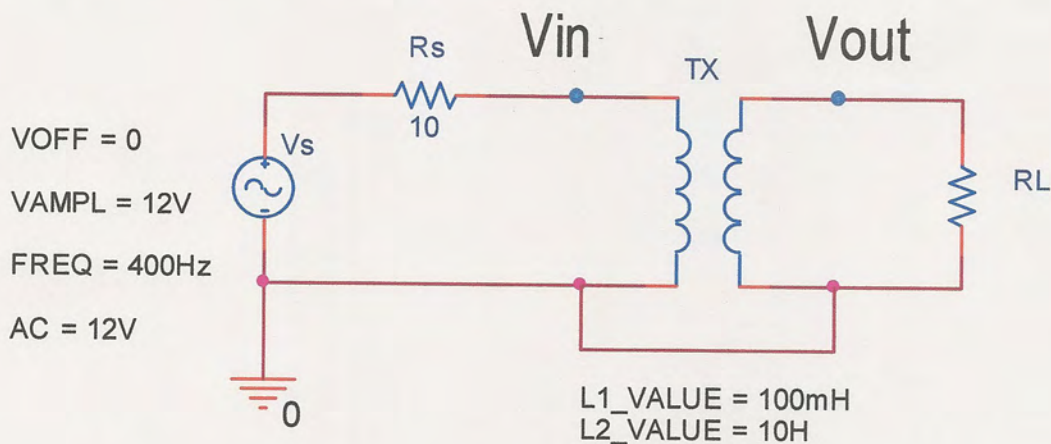 Vin
Vout
Rs
TX
10
VOFF = 0
Vs
VAMPL = 12V
RL
FREQ = 400Hz
AC = 12V
0
L1_VALUE = 100mH
L2_VALUE = 10H